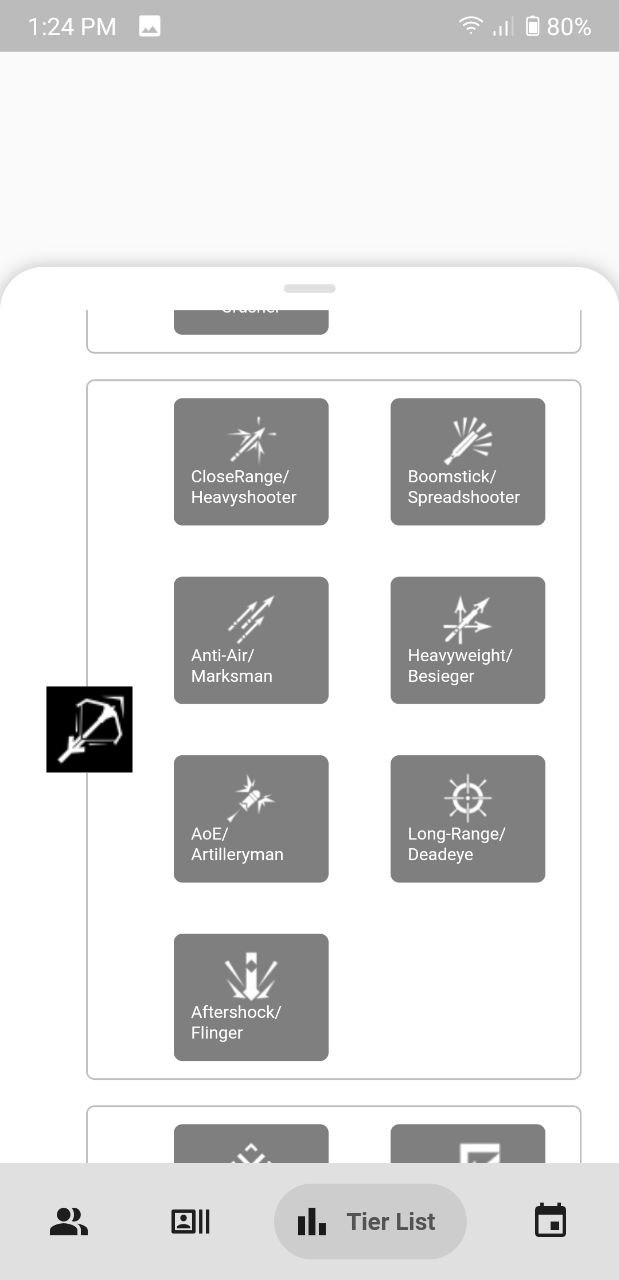 1:24 PM
80%
CloseRange/
Heavyshooter
Boomstick/
Spreadshooter
Anti-Air/
Marksman
Heavyweight/
Besieger
AoE/
Artilleryman
Long-Range/
Deadeye
Aftershock/
Flinger
Tier List